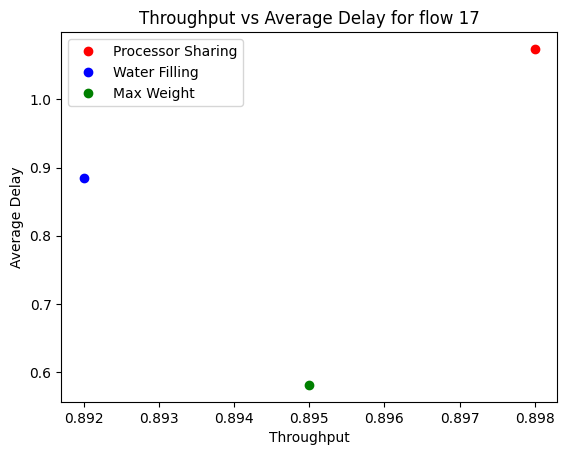 Throughput vs Average Delay for flow 17
Processor Sharing
Water Filling
Max Weight
Average Delay
1.0
0.9
0.8
0.7
0.6
0.892 0.893 0.894 0.895 0.896 0.897 0.898
Throughput